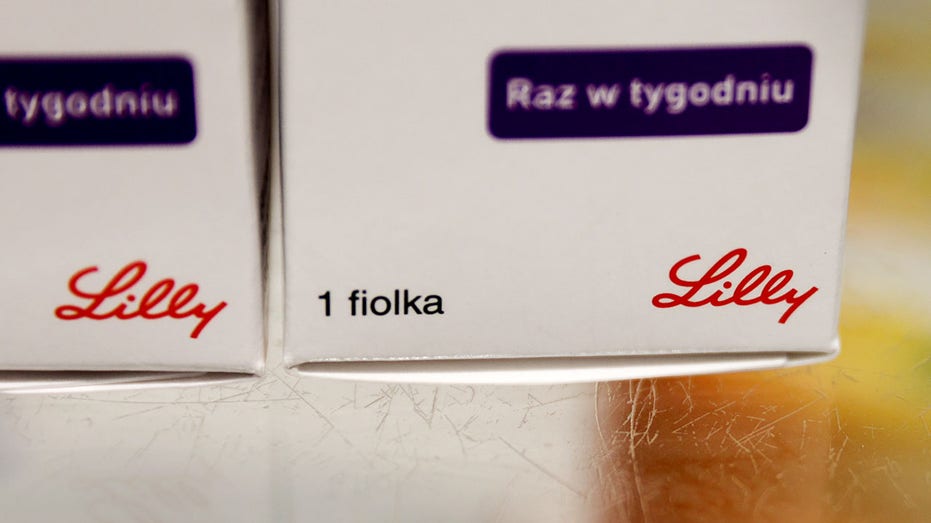 tygodniu
Lilly
Raz w tygodniu
1 fiolka
Lilly